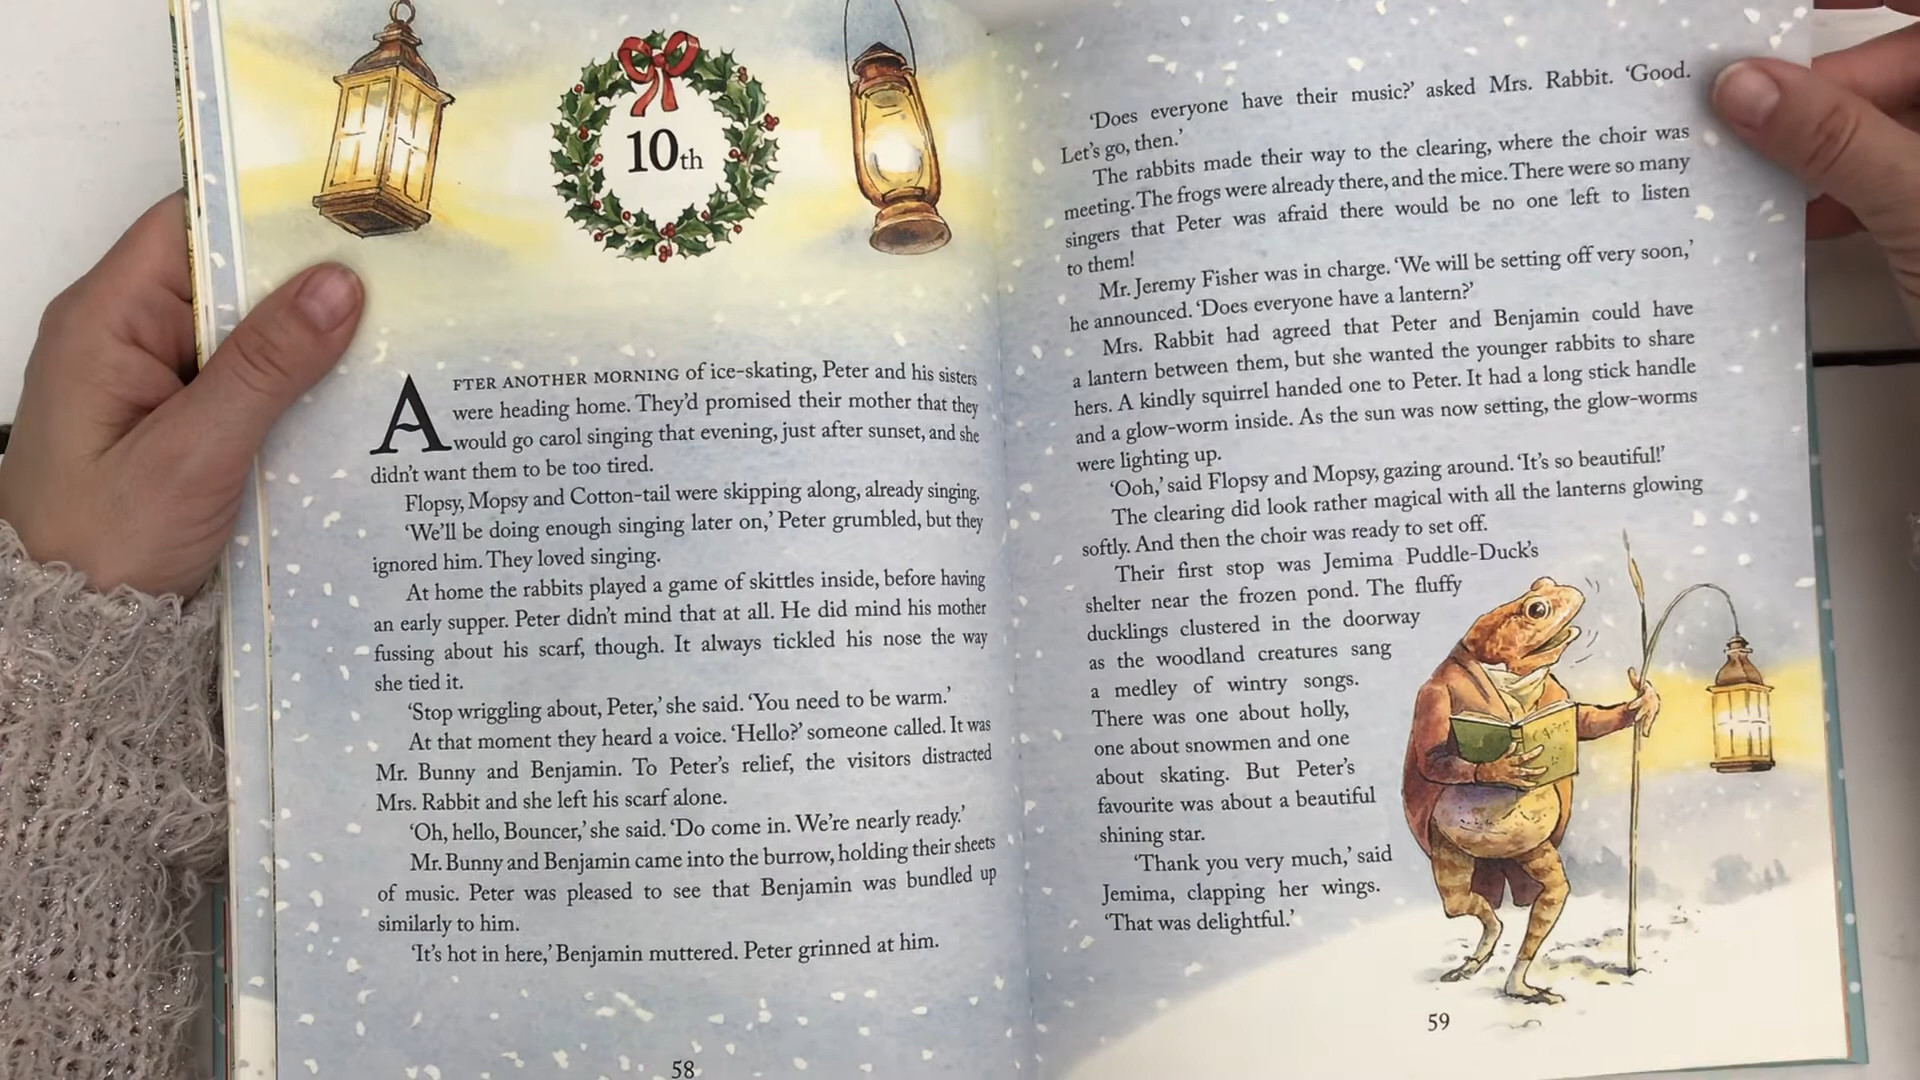 10th
AFTER ANOTHER MORNING of ice-skating, Peter and his sisters
were heading home. They'd promised their mother that they
would go carol singing that evening, just after sunset, and she
didn't want them to be too tired.
Flopsy, Mopsy and Cotton-tail were skipping along, already singing.
'We'll be doing enough singing later on,' Peter grumbled, but they
ignored him. They loved singing.
At home the rabbits played a game of skittles inside, before having
an early supper. Peter didn't mind that at all. He did mind his mother
fussing about his scarf, though. It always tickled his nose the way
she tied it.
'Stop wriggling about, Peter,' she said. 'You need to be warm.'
At that moment they heard a voice. 'Hello?' someone called. It was
Mr. Bunny and Benjamin. To Peter's relief, the visitors distracted
Mrs. Rabbit and she left his scarf alone.
'Oh, hello, Bouncer,' she said. 'Do come in. We're nearly ready.'
Mr. Bunny and Benjamin came into the burrow, holding their sheets
of music. Peter was pleased to see that Benjamin was bundled up
similarly to him.
'It's hot in here,' Benjamin muttered. Peter grinned at him.
58
'Does everyone have their music?' asked Mrs. Rabbit. 'Good.
Let's go, then.'
The rabbits made their way to the clearing, where the choir was
meeting. The frogs were already there, and the mice. There were so many
singers that Peter was afraid there would be no one left to listen
to them!
Mr. Jeremy Fisher was in charge. 'We will be setting off very soon,'
he announced. 'Does everyone have a lantern?'
Mrs. Rabbit had agreed that Peter and Benjamin could have
a lantern between them, but she wanted the younger rabbits to share
hers. A kindly squirrel handed one to Peter. It had a long stick handle
and a glow-worm inside. As the sun was now setting, the glow-worms
were lighting up.
'Ooh,' said Flopsy and Mopsy, gazing around. 'It's so beautiful!'
The clearing did look rather magical with all the lanterns glowing
softly. And then the choir was ready to set off.
Their first stop was Jemima Puddle-Duck's
shelter near the frozen pond. The fluffy
ducklings clustered in the doorway
as the woodland creatures sang
a medley of wintry songs.
There was one about holly,
one about snowmen and one
about skating. But Peter's
favourite was about a beautiful
shining star.
'Thank you very much,' said
Jemima, clapping her wings.
'That was delightful.'
59